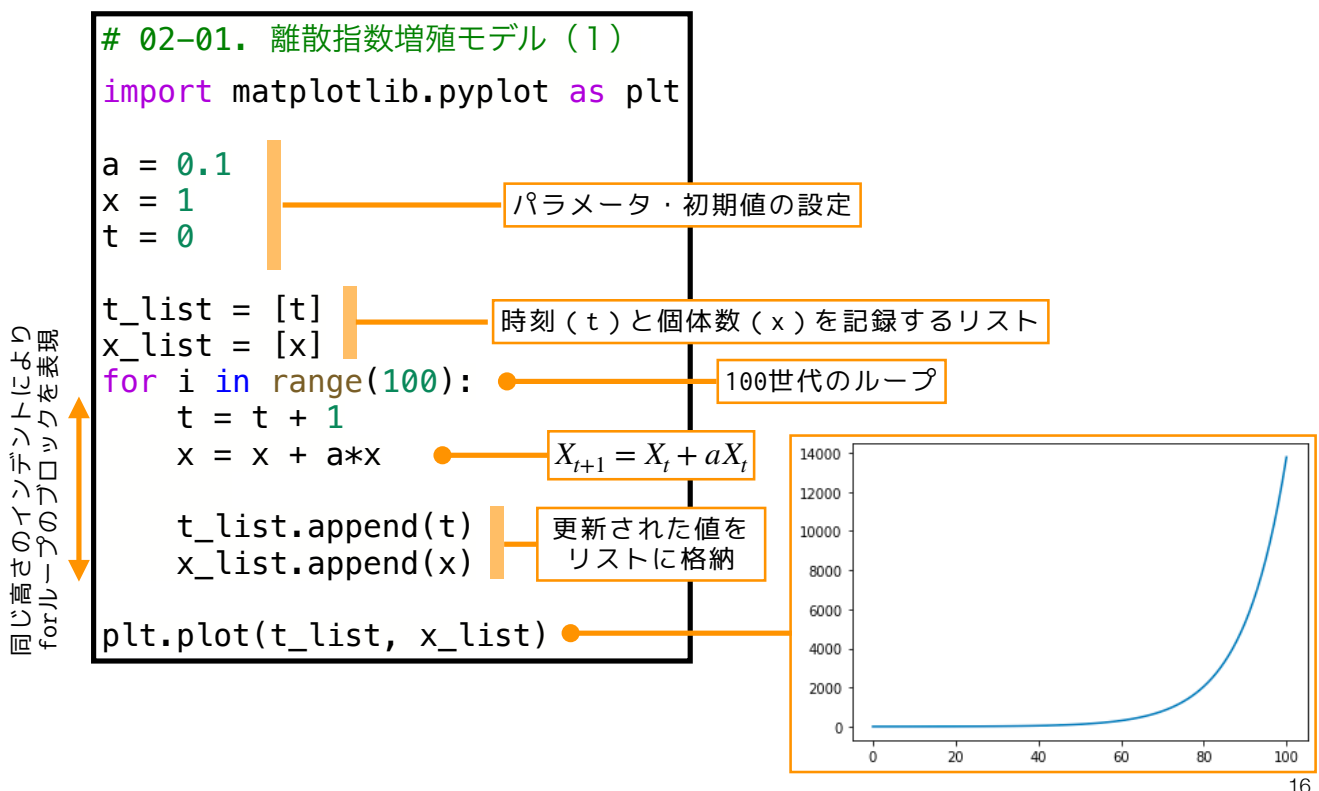 # 02-01. 離散指数増殖モデル（1）
import matplotlib.pyplot as plt
a = 0.1
x = 1
t = 0
パラメータ・初期値の設定
t_list = [t]
x_list = [x]
時刻（t）と個体数（x）を記録するリスト
for i in range(100):
100世代のループ
    t = t + 1
    x = x + a*x
X_{t+1} = X_t + aX_t
    t_list.append(t)
    x_list.append(x)
更新された値を
リストに格納
plt.plot(t_list, x_list)
同じ高さのインデントにより
forループのブロックを表現
14000
12000
10000
8000
6000
4000
2000
0
0 20 40 60 80 100
16